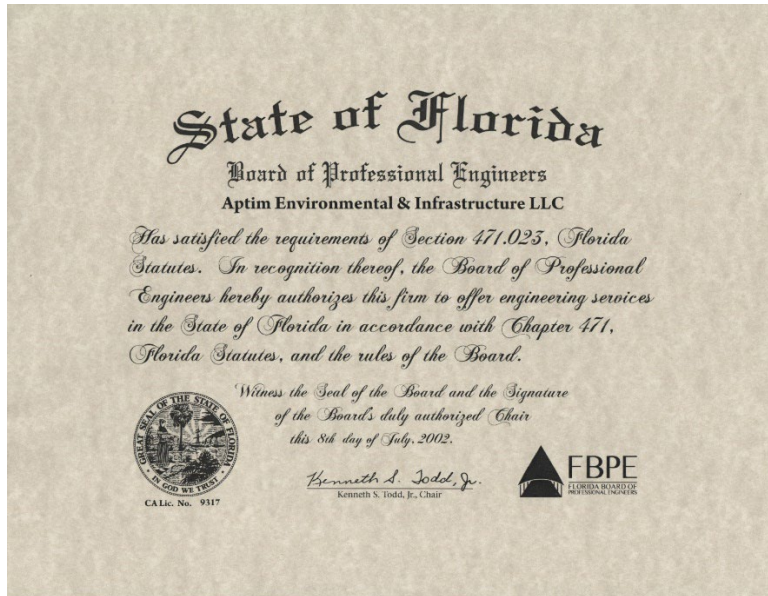 State of Florida
Board of Professional Engineers
Aptim Environmental & Infrastructure LLC
Has satisfied the requirements of Section 471.023, Florida
Statutes. In recognition thereof, the Board of Professional
Engineers hereby authorizes this firm to offer engineering services
in the State of Florida in accordance with Chapter 471,
Florida Statutes, and the rules of the Board.
Witness the Seal of the Board and the Signature
of the Board's duly authorized Chair
this 8th day of July, 2002.
GREAT SEAL OF THE STATE OF FLORIDA
IN GOD WE TRUST
CA Lic. No. 9317
Kenneth S. Todd, Jr.
Kenneth S. Todd, Jr., Chair
FBPE
FLORIDA BOARD OF
PROFESSIONAL ENGINEERS